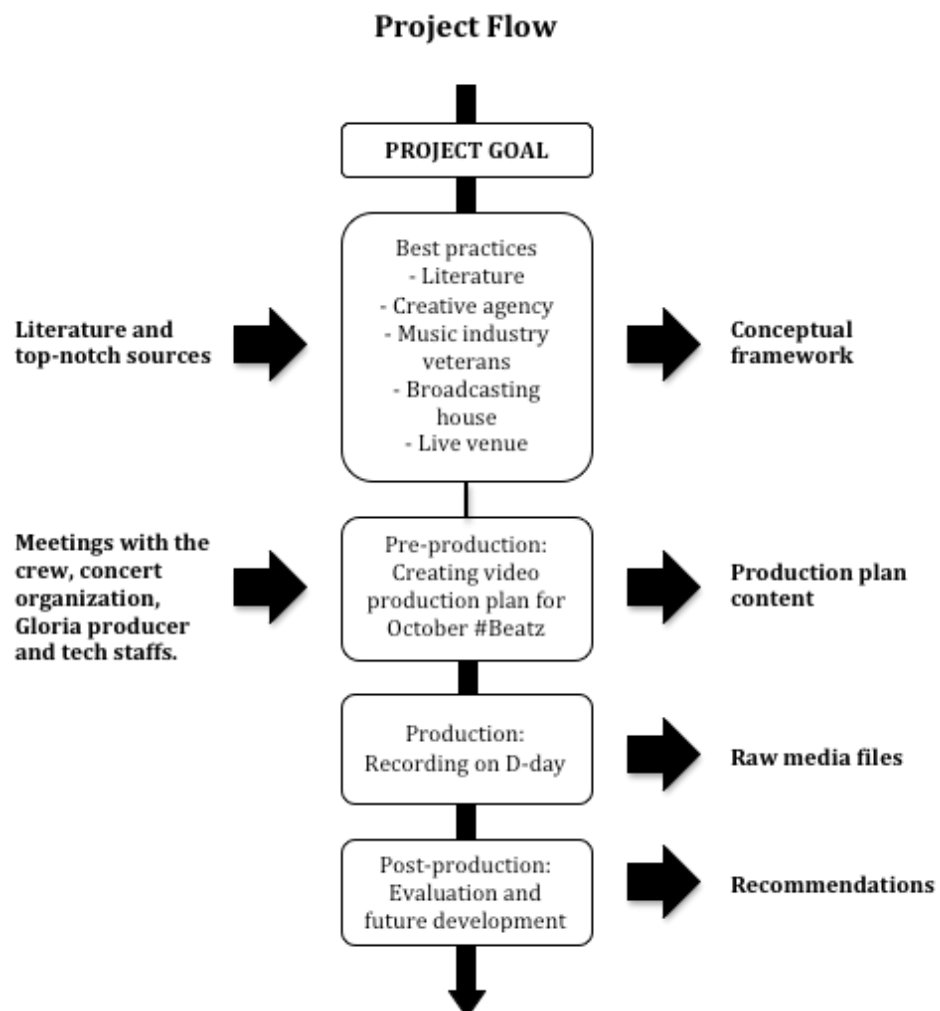 Project Flow
PROJECT GOAL
Best practices
- Literature
- Creative agency
- Music industry
veterans
- Broadcasting
house
- Live venue
Literature and
top-notch sources
Conceptual
framework
Meetings with the
crew, concert
organization,
Gloria producer
and tech staffs.
Pre-production:
Creating video
production plan for
October #Beatz
Production plan
content
Production:
Recording on D-day
Raw media files
Post-production:
Evaluation and
future development
Recommendations